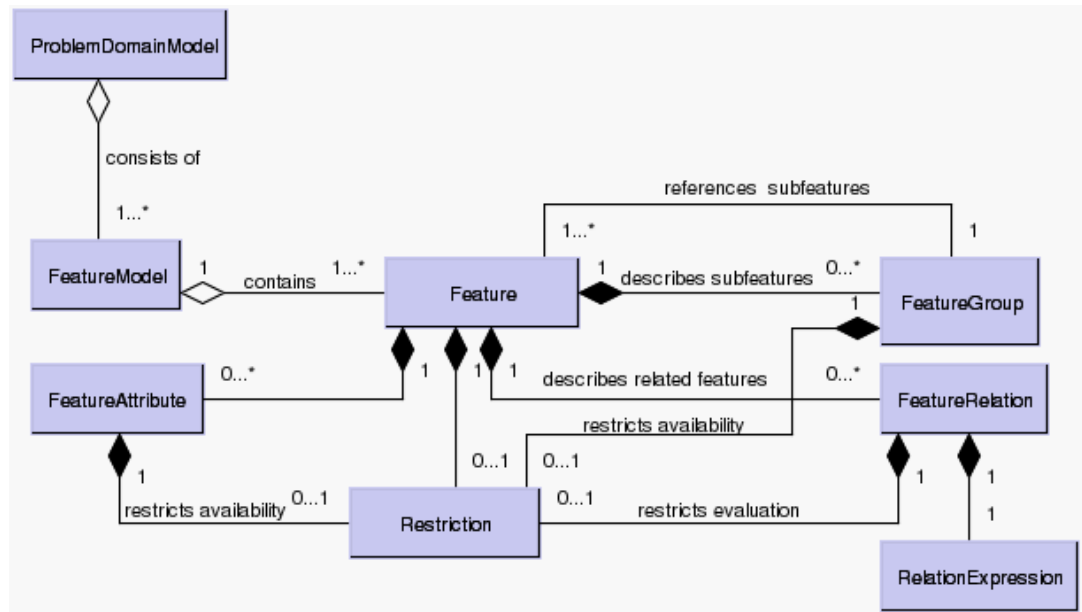 ProblemDomainModel
consists of
references subfeatures
1...*
1...*
1
FeatureModel
1
contains
1...*
Feature
1
describes subfeatures
0...*
FeatureGroup
1
FeatureAttribute
0...*
1
1
1
describes related features
0...*
FeatureRelation
restricts availability
1
restricts availability
0...1
0...1
0...1
0...1
Restriction
restricts evaluation
1
1
1
RelationExpression